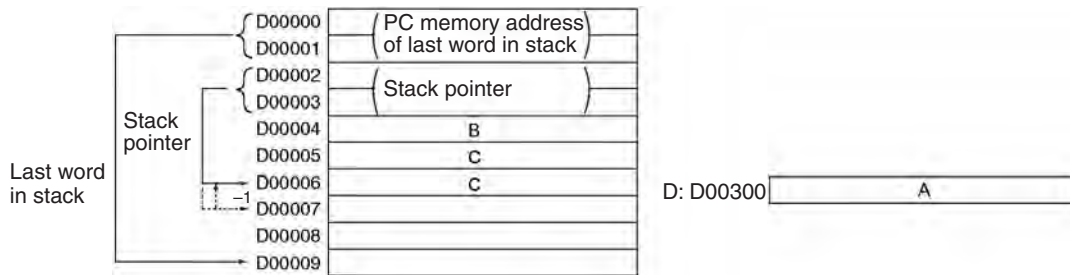 D00000
PC memory address
D00001
of last word in stack
D00002
Stack pointer
D00003
Stack
pointer
D00004
B
D00005
C
Last word
in stack
D00006
C
−1
D00007
D: D00300
A
D00008
D00009